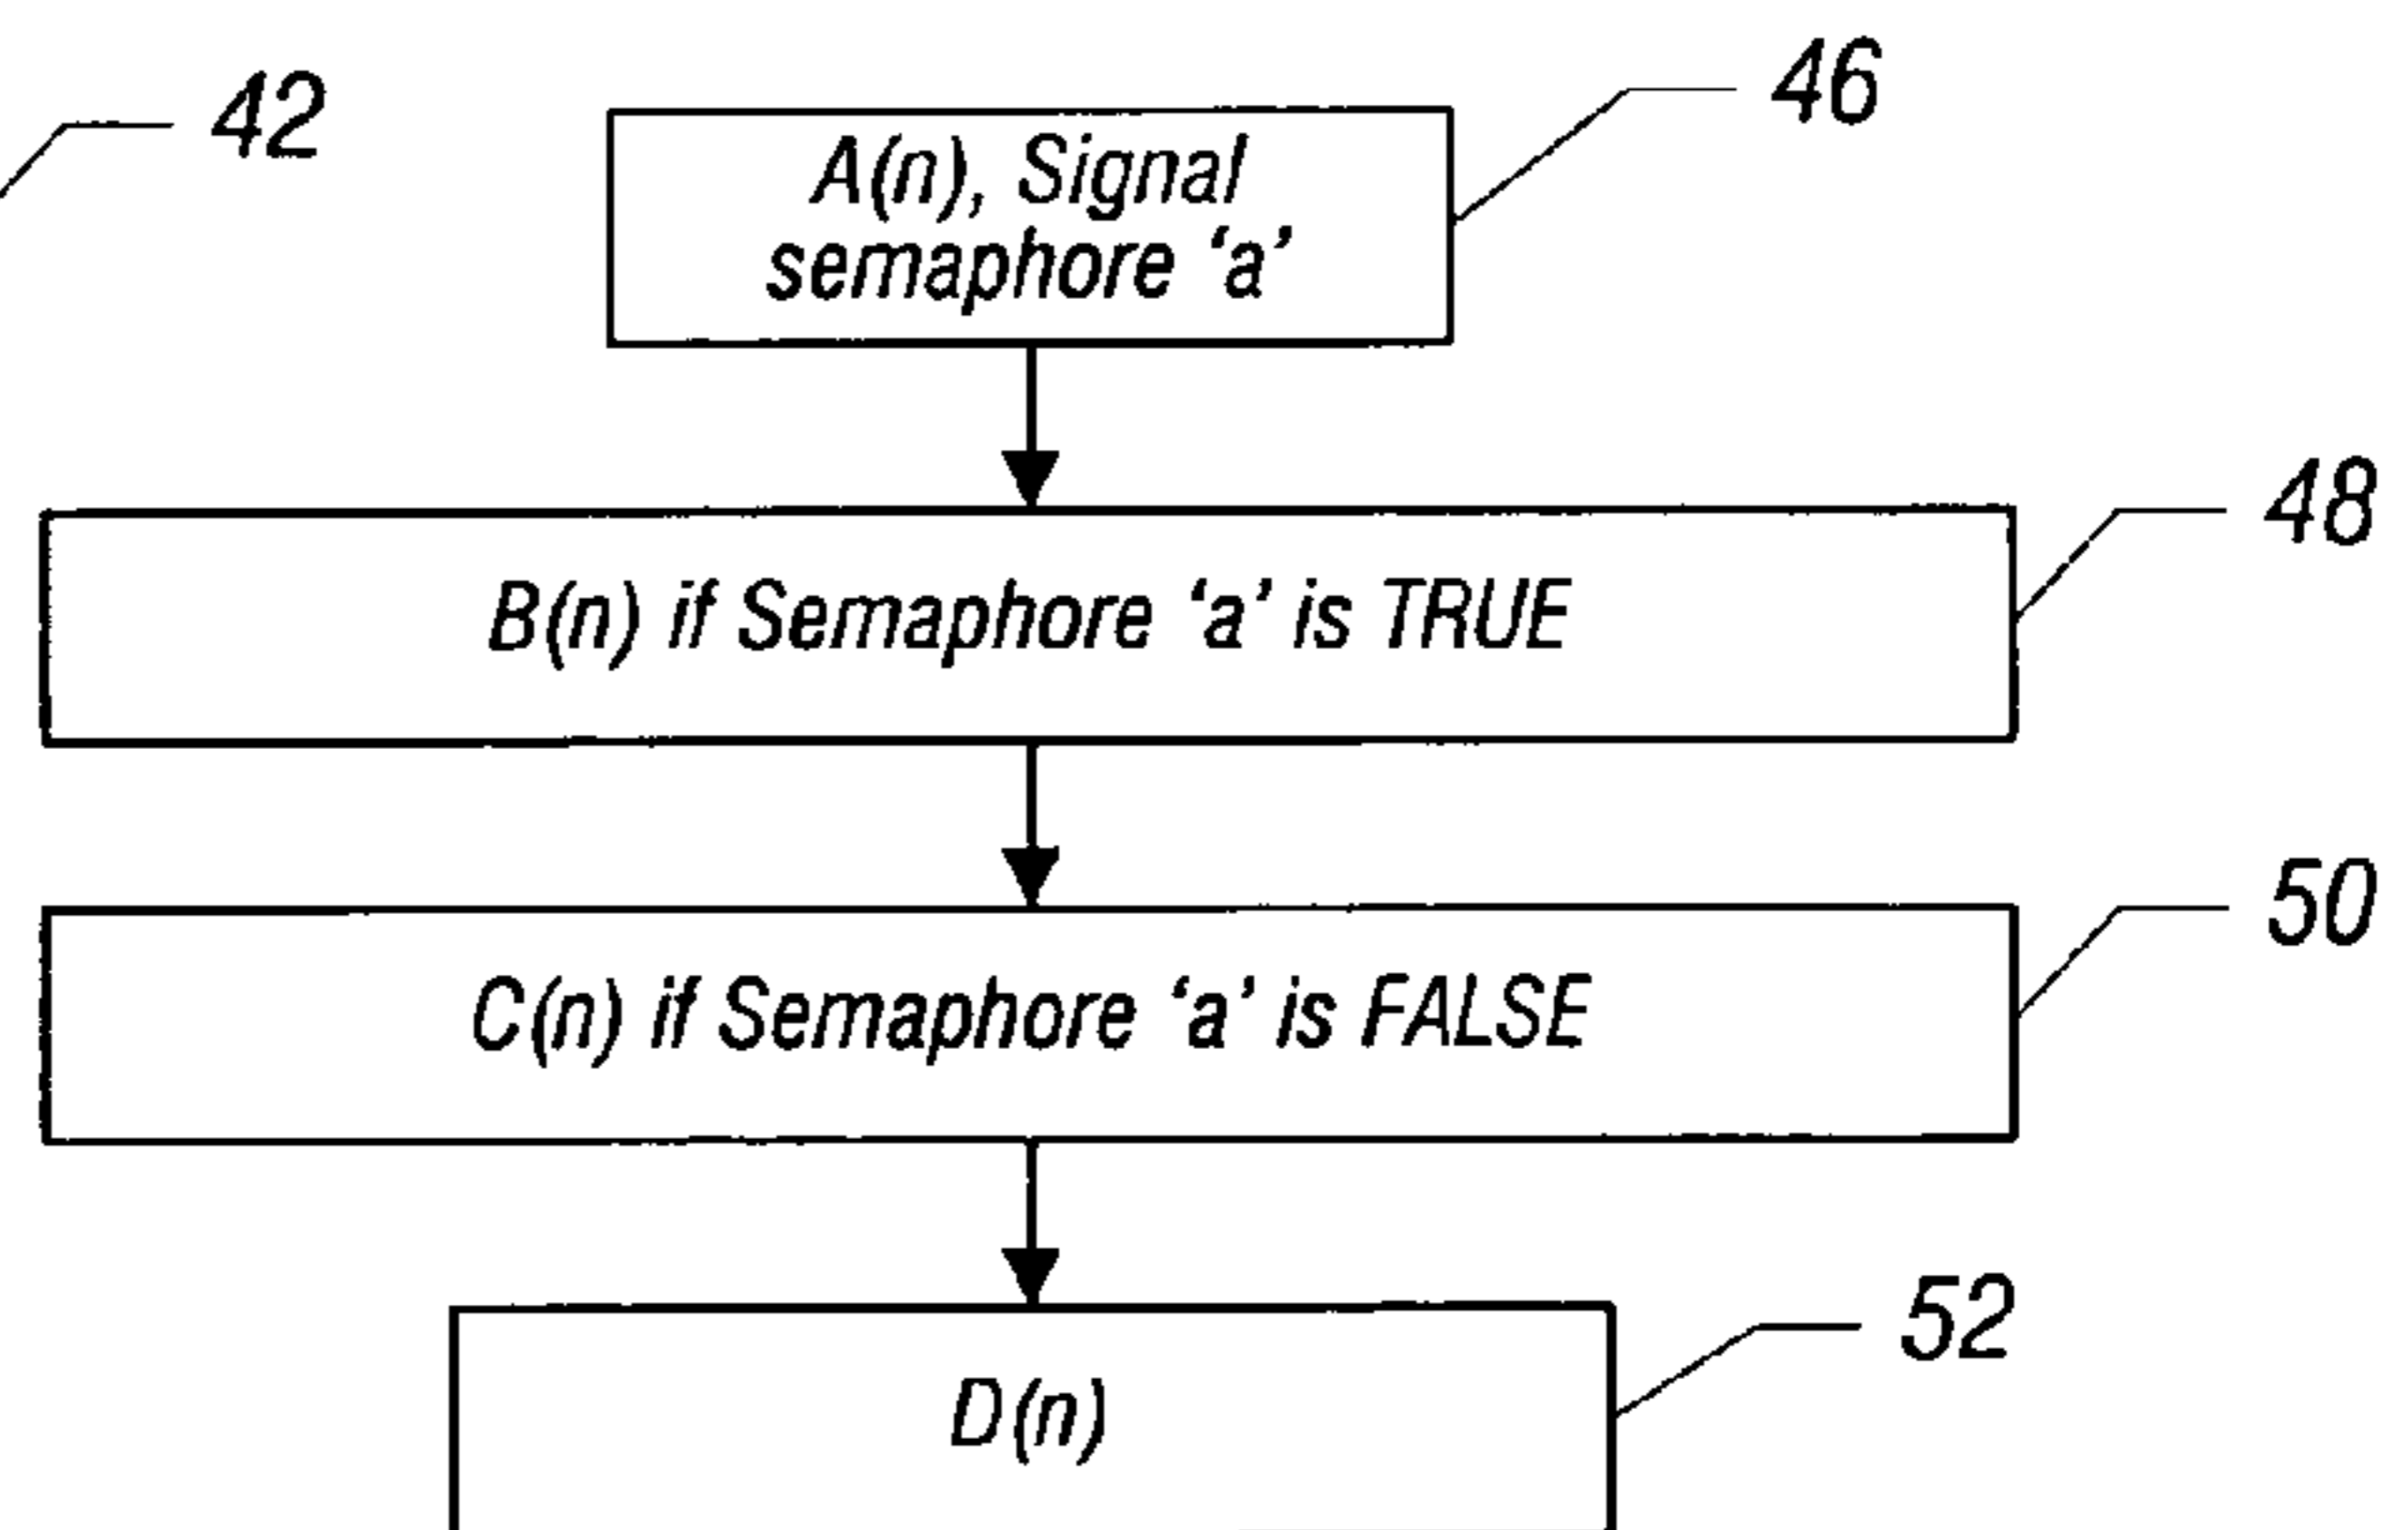 42
46
A(n), Signal
semaphore ‘a’
48
B(n) if Semaphore ‘a’ is TRUE
50
C(n) if Semaphore ‘a’ is FALSE
52
D(n)